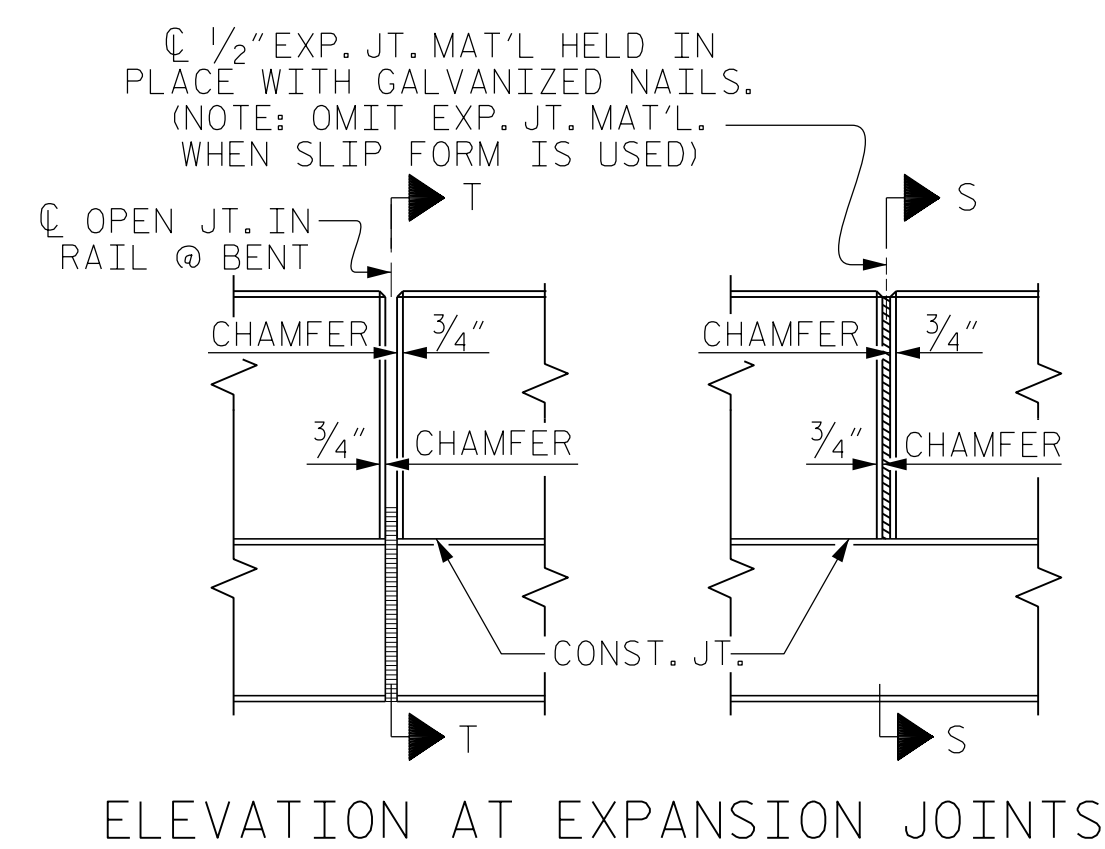 ℄ 1/2" EXP. JT. MAT'L HELD IN
PLACE WITH GALVANIZED NAILS.
(NOTE: OMIT EXP. JT. MAT'L.
WHEN SLIP FORM IS USED)
T
S
℄ OPEN JT. IN
RAIL @ BENT
CHAMFER
3/4"
CHAMFER
3/4"
3/4"
CHAMFER
3/4"
CHAMFER
CONST. JT.
T
S
ELEVATION AT EXPANSION JOINTS